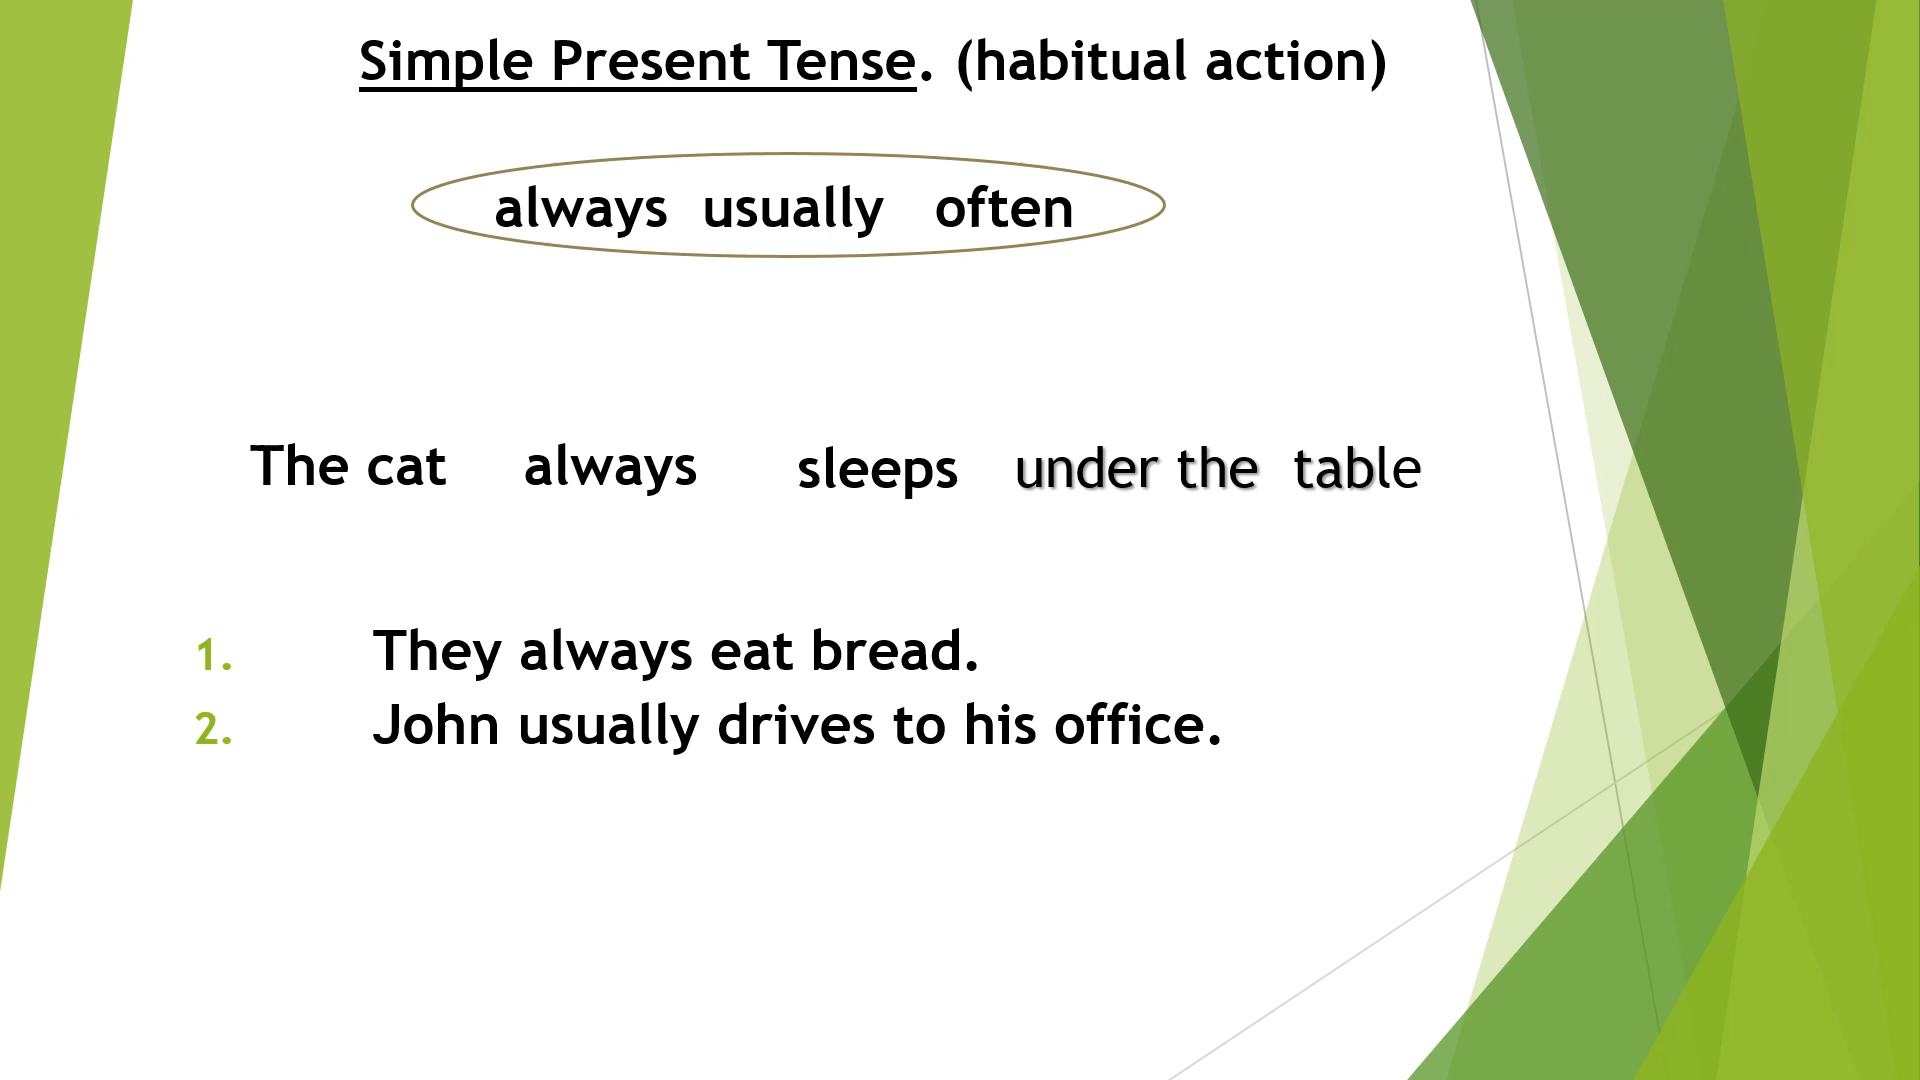 Simple Present Tense. (habitual action)
always usually often
The cat always sleeps under the table
1. They always eat bread.
2. John usually drives to his office.